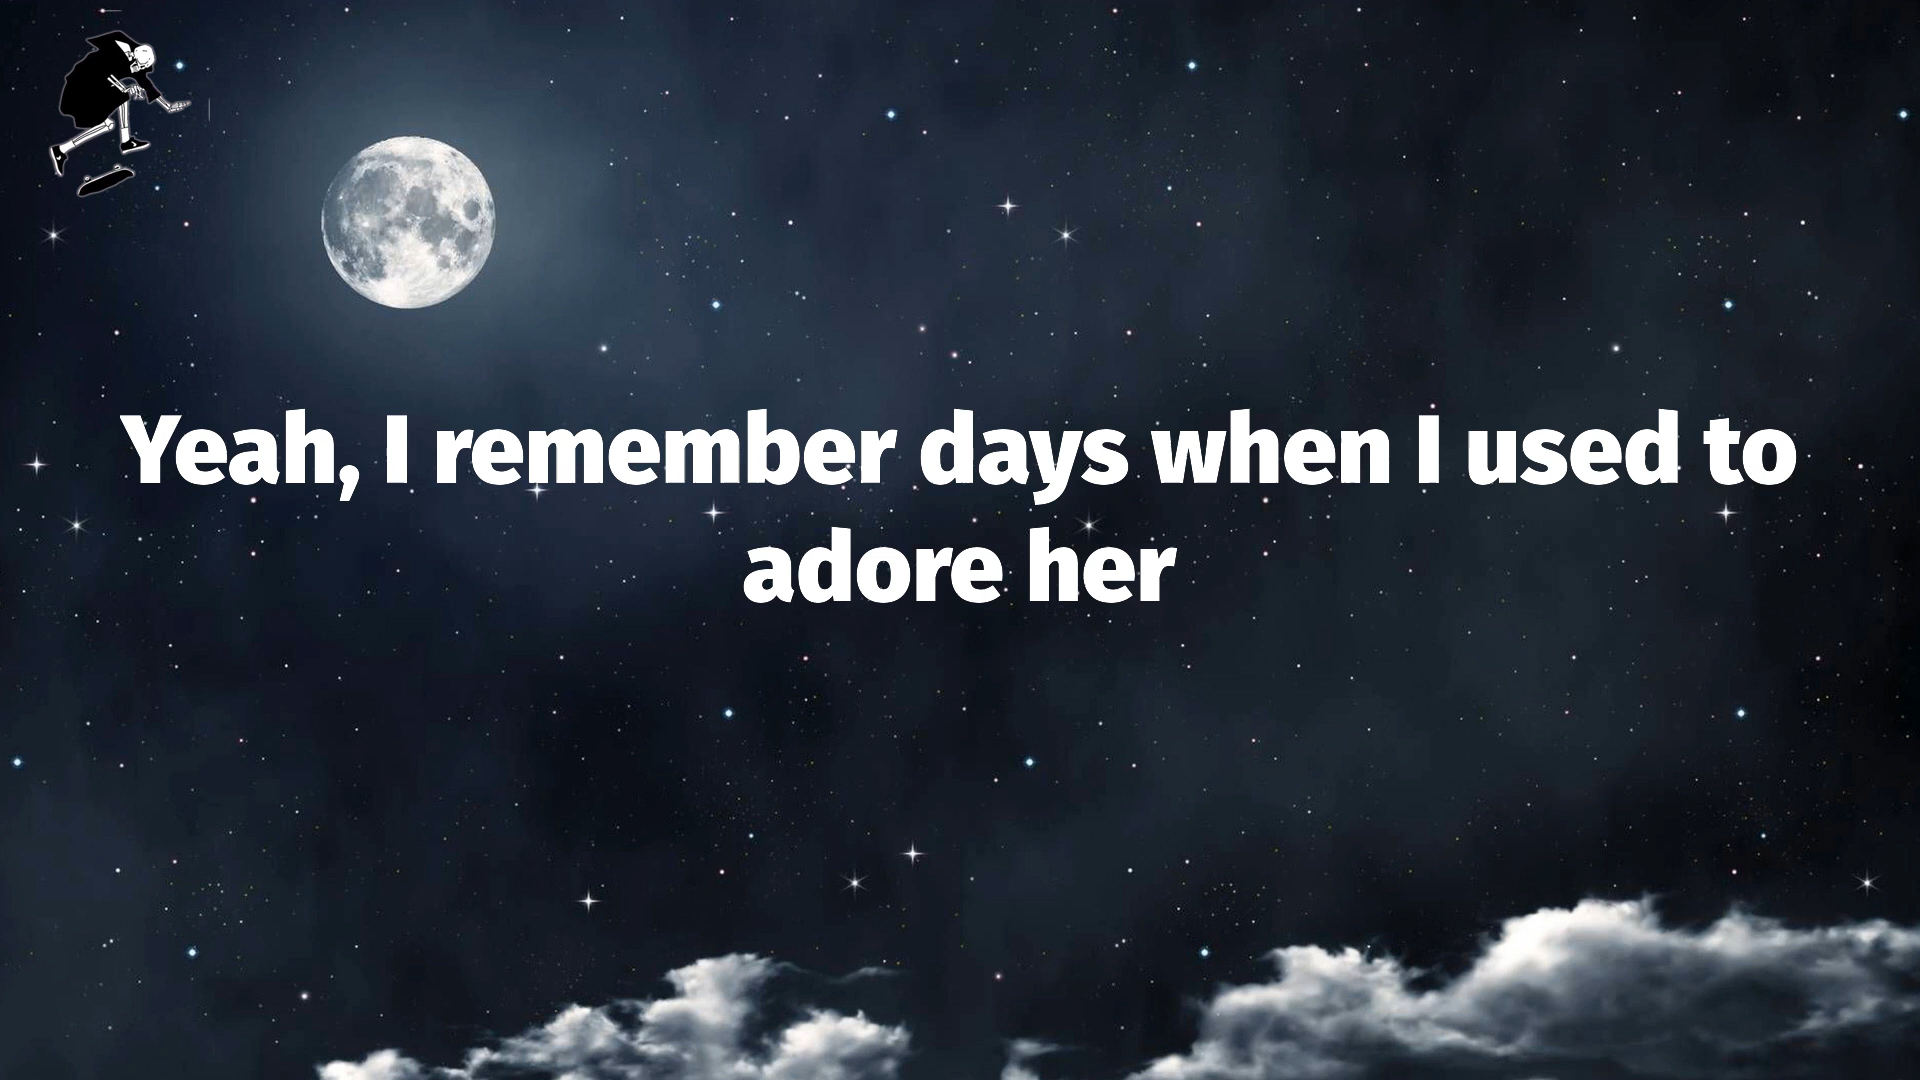 Yeah, I remember days when I used to
adore her